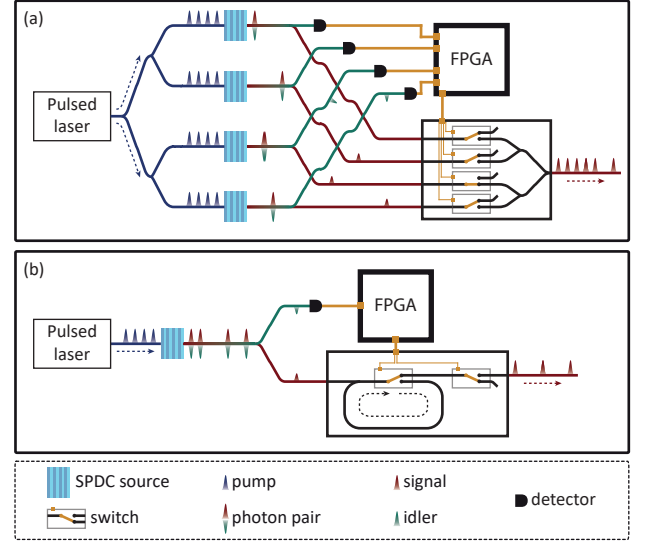 (a)
FPGA
Pulsed
laser
(b)
FPGA
Pulsed
laser
SPDC source
pump
signal
detector
switch
photon pair
idler